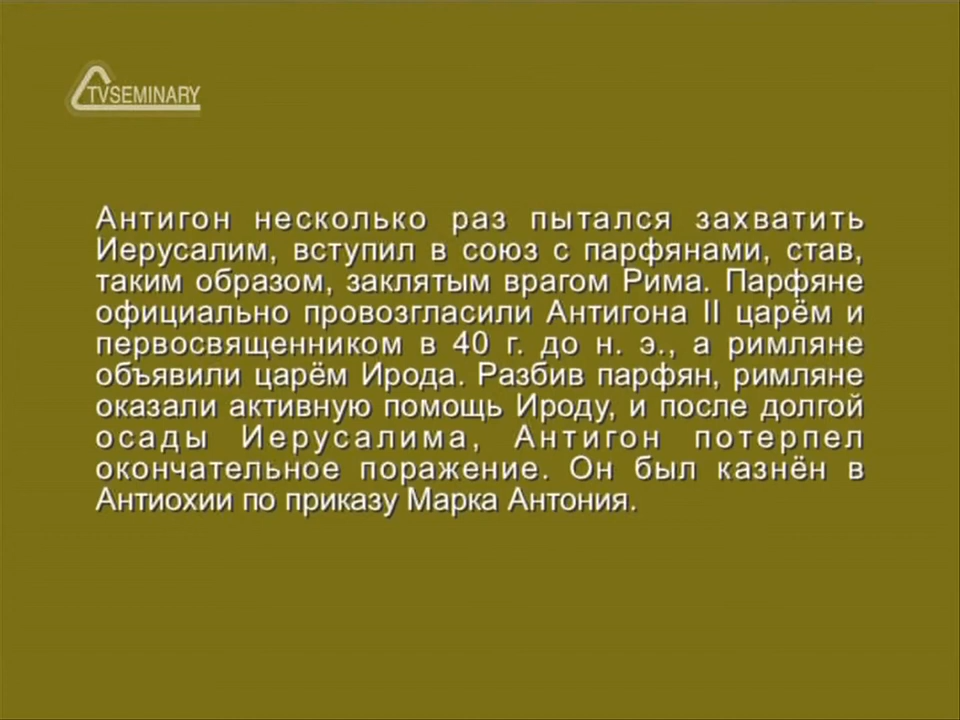 TVSEMINARY
Антигон несколько раз пытался захватить
Иерусалим, вступил в союз с парфянами, став,
таким образом, заклятым врагом Рима. Парфяне
официально провозгласили Антигона II царём и
первосвященником в 40 г. до н. э., а римляне
объявили царём Ирода. Разбив парфян, римляне
оказали активную помощь Ироду, и после долгой
осады Иерусалима, Антигон потерпел
окончательное поражение. Он был казнён в
Антиохии по приказу Марка Антония.